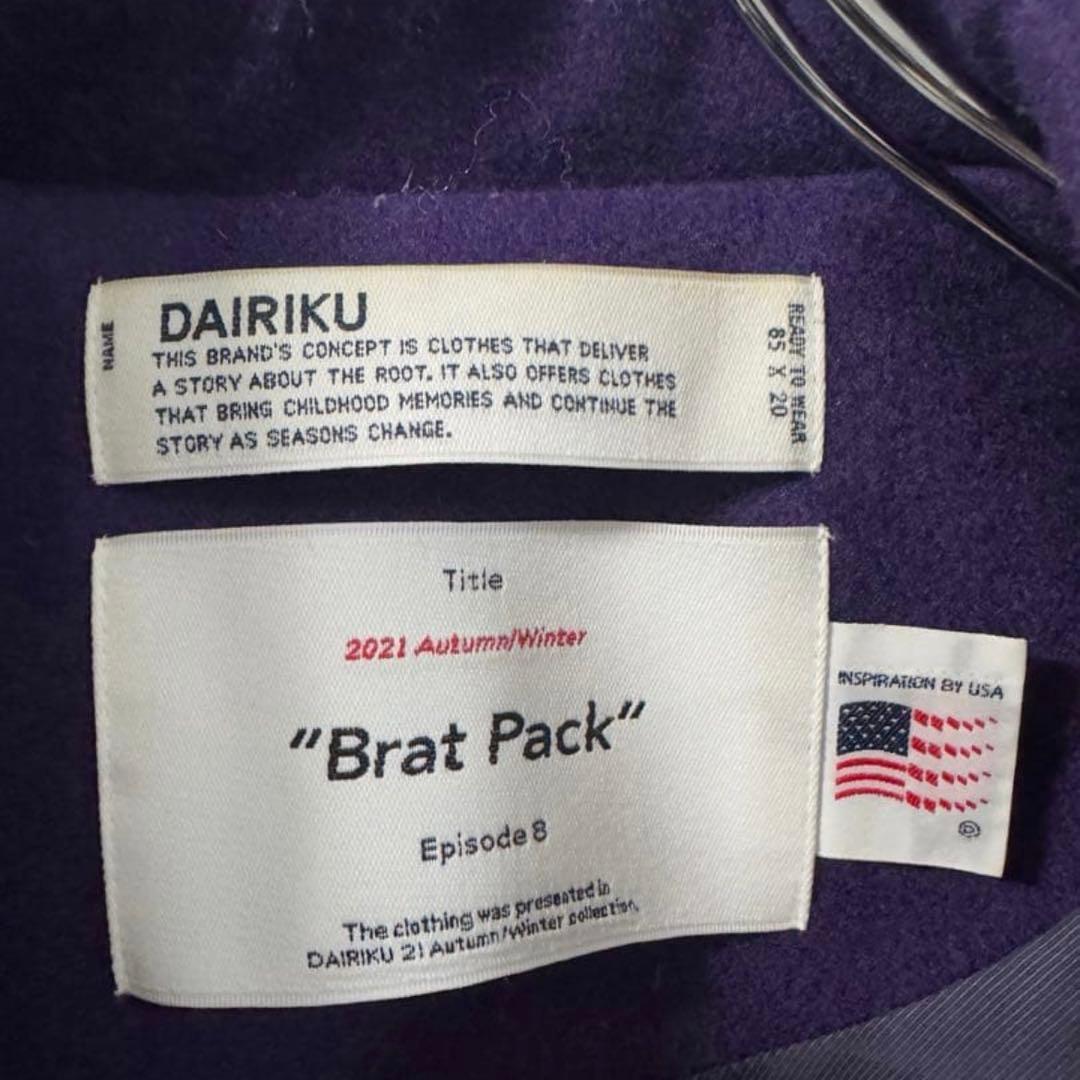 NAME
DAIRIKU
THIS BRAND'S CONCEPT IS CLOTHES THAT DELIVER
A STORY ABOUT THE ROOT. IT ALSO OFFERS CLOTHES
THAT BRING CHILDHOOD MEMORIES AND CONTINUE THE
STORY AS SEASONS CHANGE.
READY TO WEAR
85 X 20
Title
2021 Autumn/Winter
"Brat Pack"
Episode 8
The clothing was presented in
DAIRIKU 21 Autumn/Winter collection.
INSPIRATION BY USA